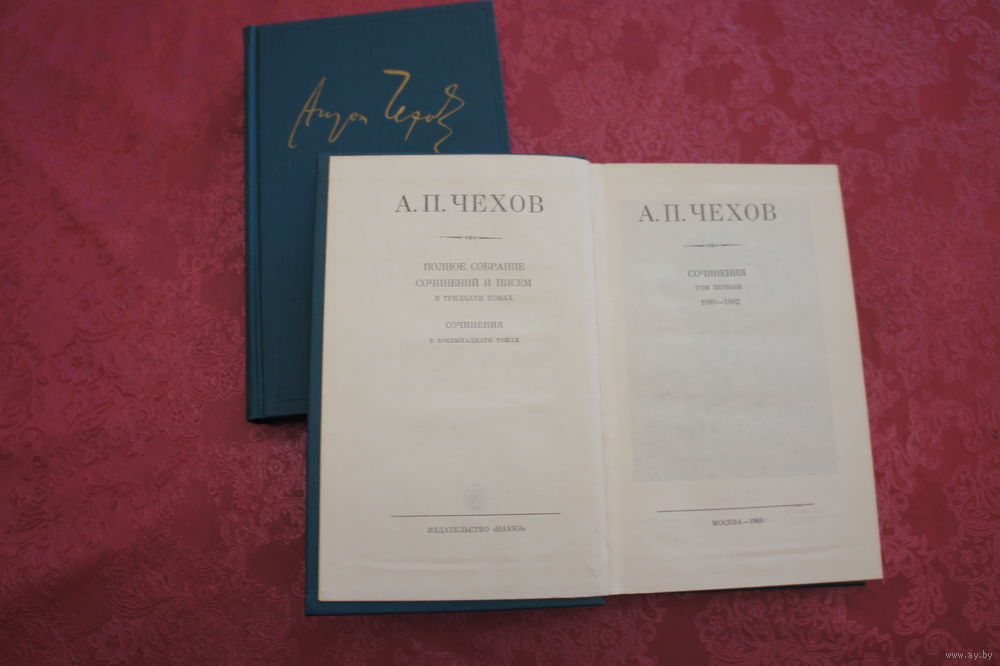 Антон Чехов
А.П.ЧЕХОВ
ПОЛНОЕ СОБРАНИЕ
СОЧИНЕНИЙ И ПИСЕМ
В ТРИДЦАТИ ТОМАХ
СОЧИНЕНИЯ
В ВОСЕМНАДЦАТИ ТОМАХ
ИЗДАТЕЛЬСТВО «НАУКА»
А.П.ЧЕХОВ
СОЧИНЕНИЯ
ТОМ ПЕРВЫЙ
1880—1882
МОСКВА—1983
www.ay.by